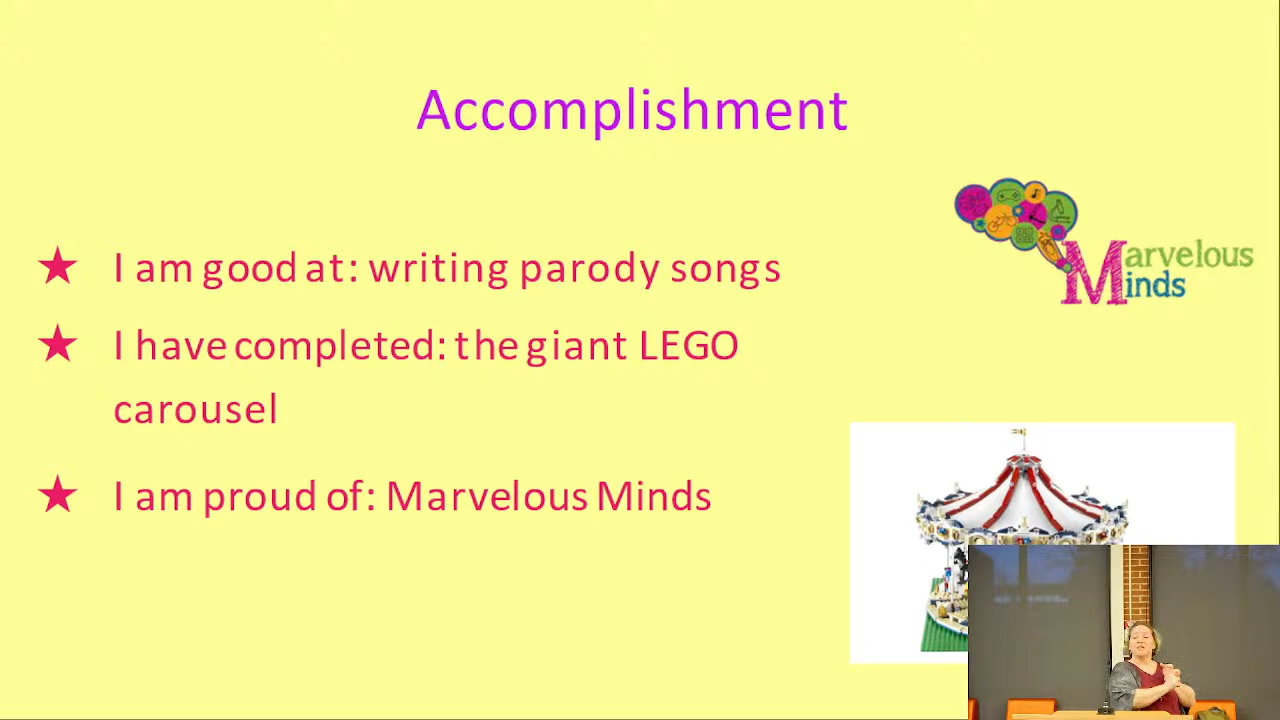 Accomplishment
★ I am good at: writing parody songs
★ I have completed: the giant LEGO
carousel
★ I am proud of: Marvelous Minds
Marvelous
Minds